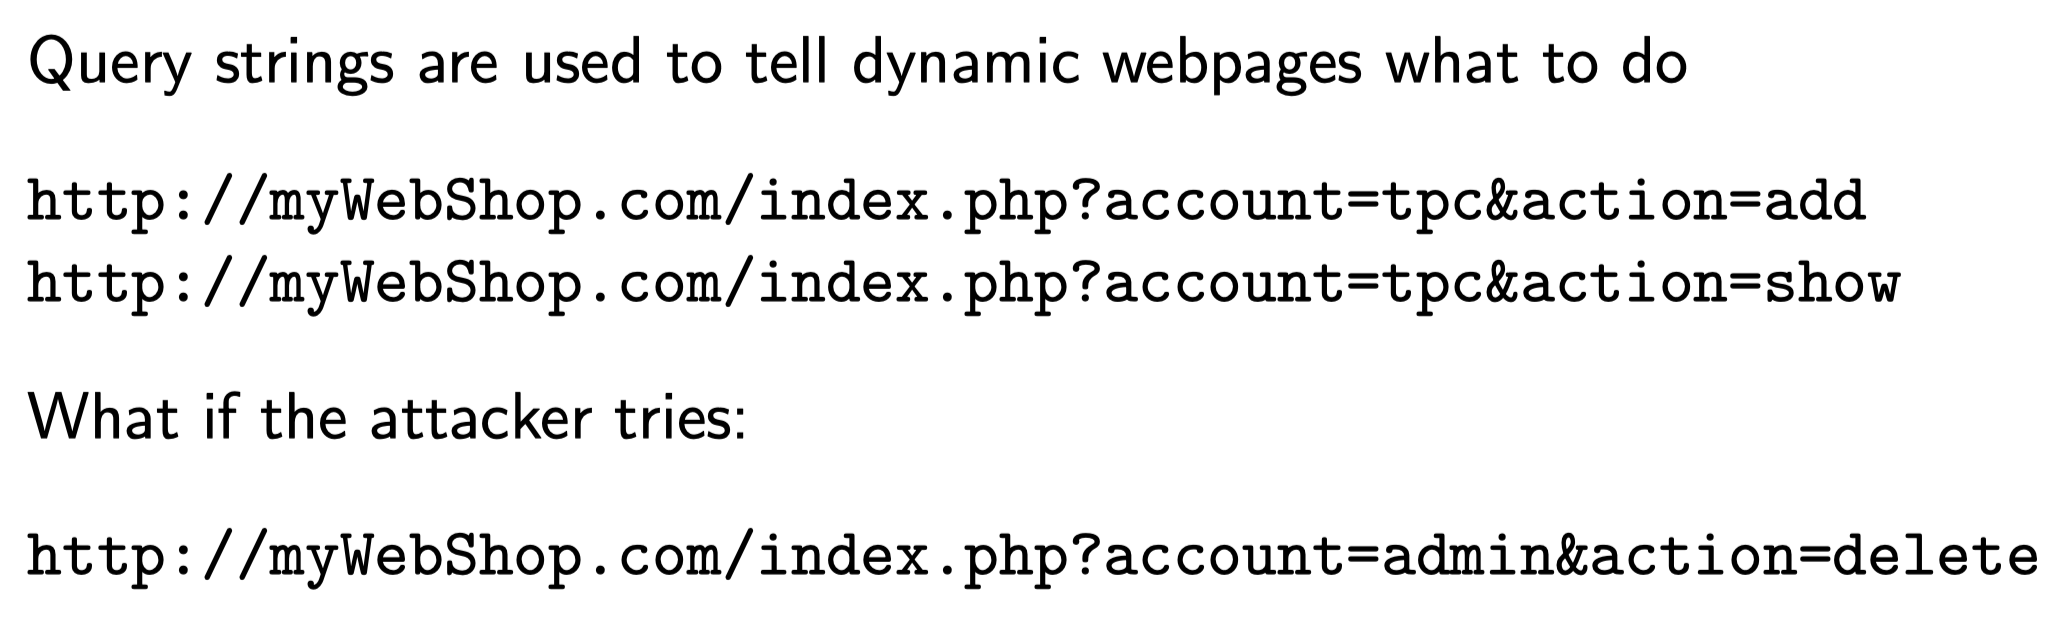 Query strings are used to tell dynamic webpages what to do
http://myWebShop.com/index.php?account=tpc&action=add
http://myWebShop.com/index.php?account=tpc&action=show
What if the attacker tries:
http://myWebShop.com/index.php?account=admin&action=delete